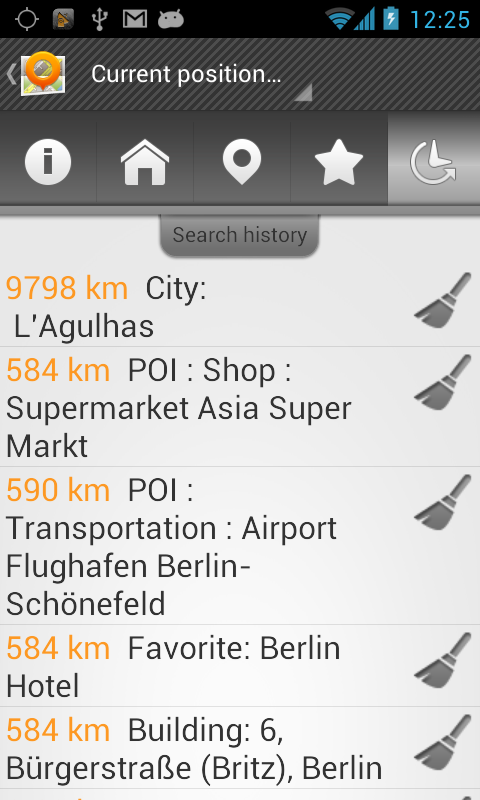 12:25
Current position…
Search history
9798 km City:
L'Agulhas
584 km POI : Shop :
Supermarket Asia Super
Markt
590 km POI :
Transportation : Airport
Flughafen Berlin-
Schönefeld
584 km Favorite: Berlin
Hotel
584 km Building: 6,
Bürgerstraße (Britz), Berlin